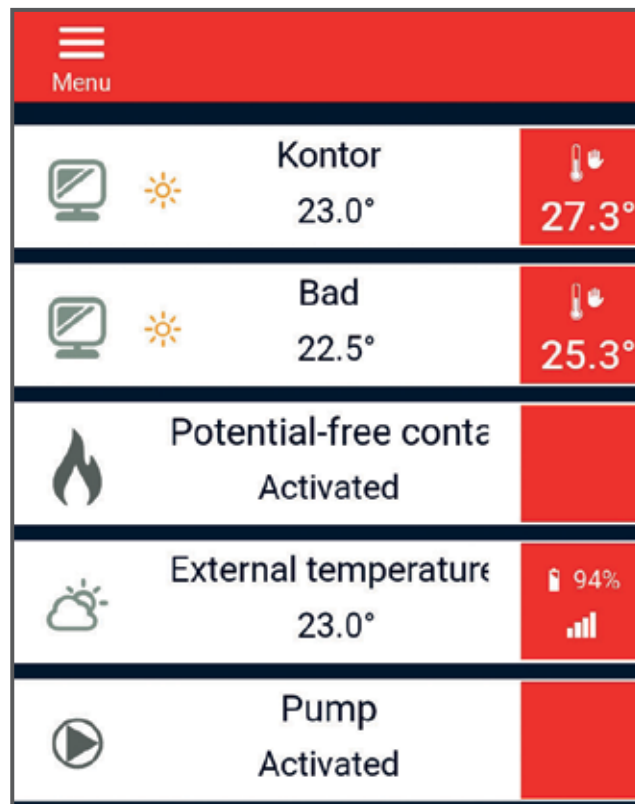 Menu
Kontor
23.0°
27.3°
Bad
22.5°
25.3°
Potential-free conta
Activated
External temperature
23.0°
94%
Pump
Activated